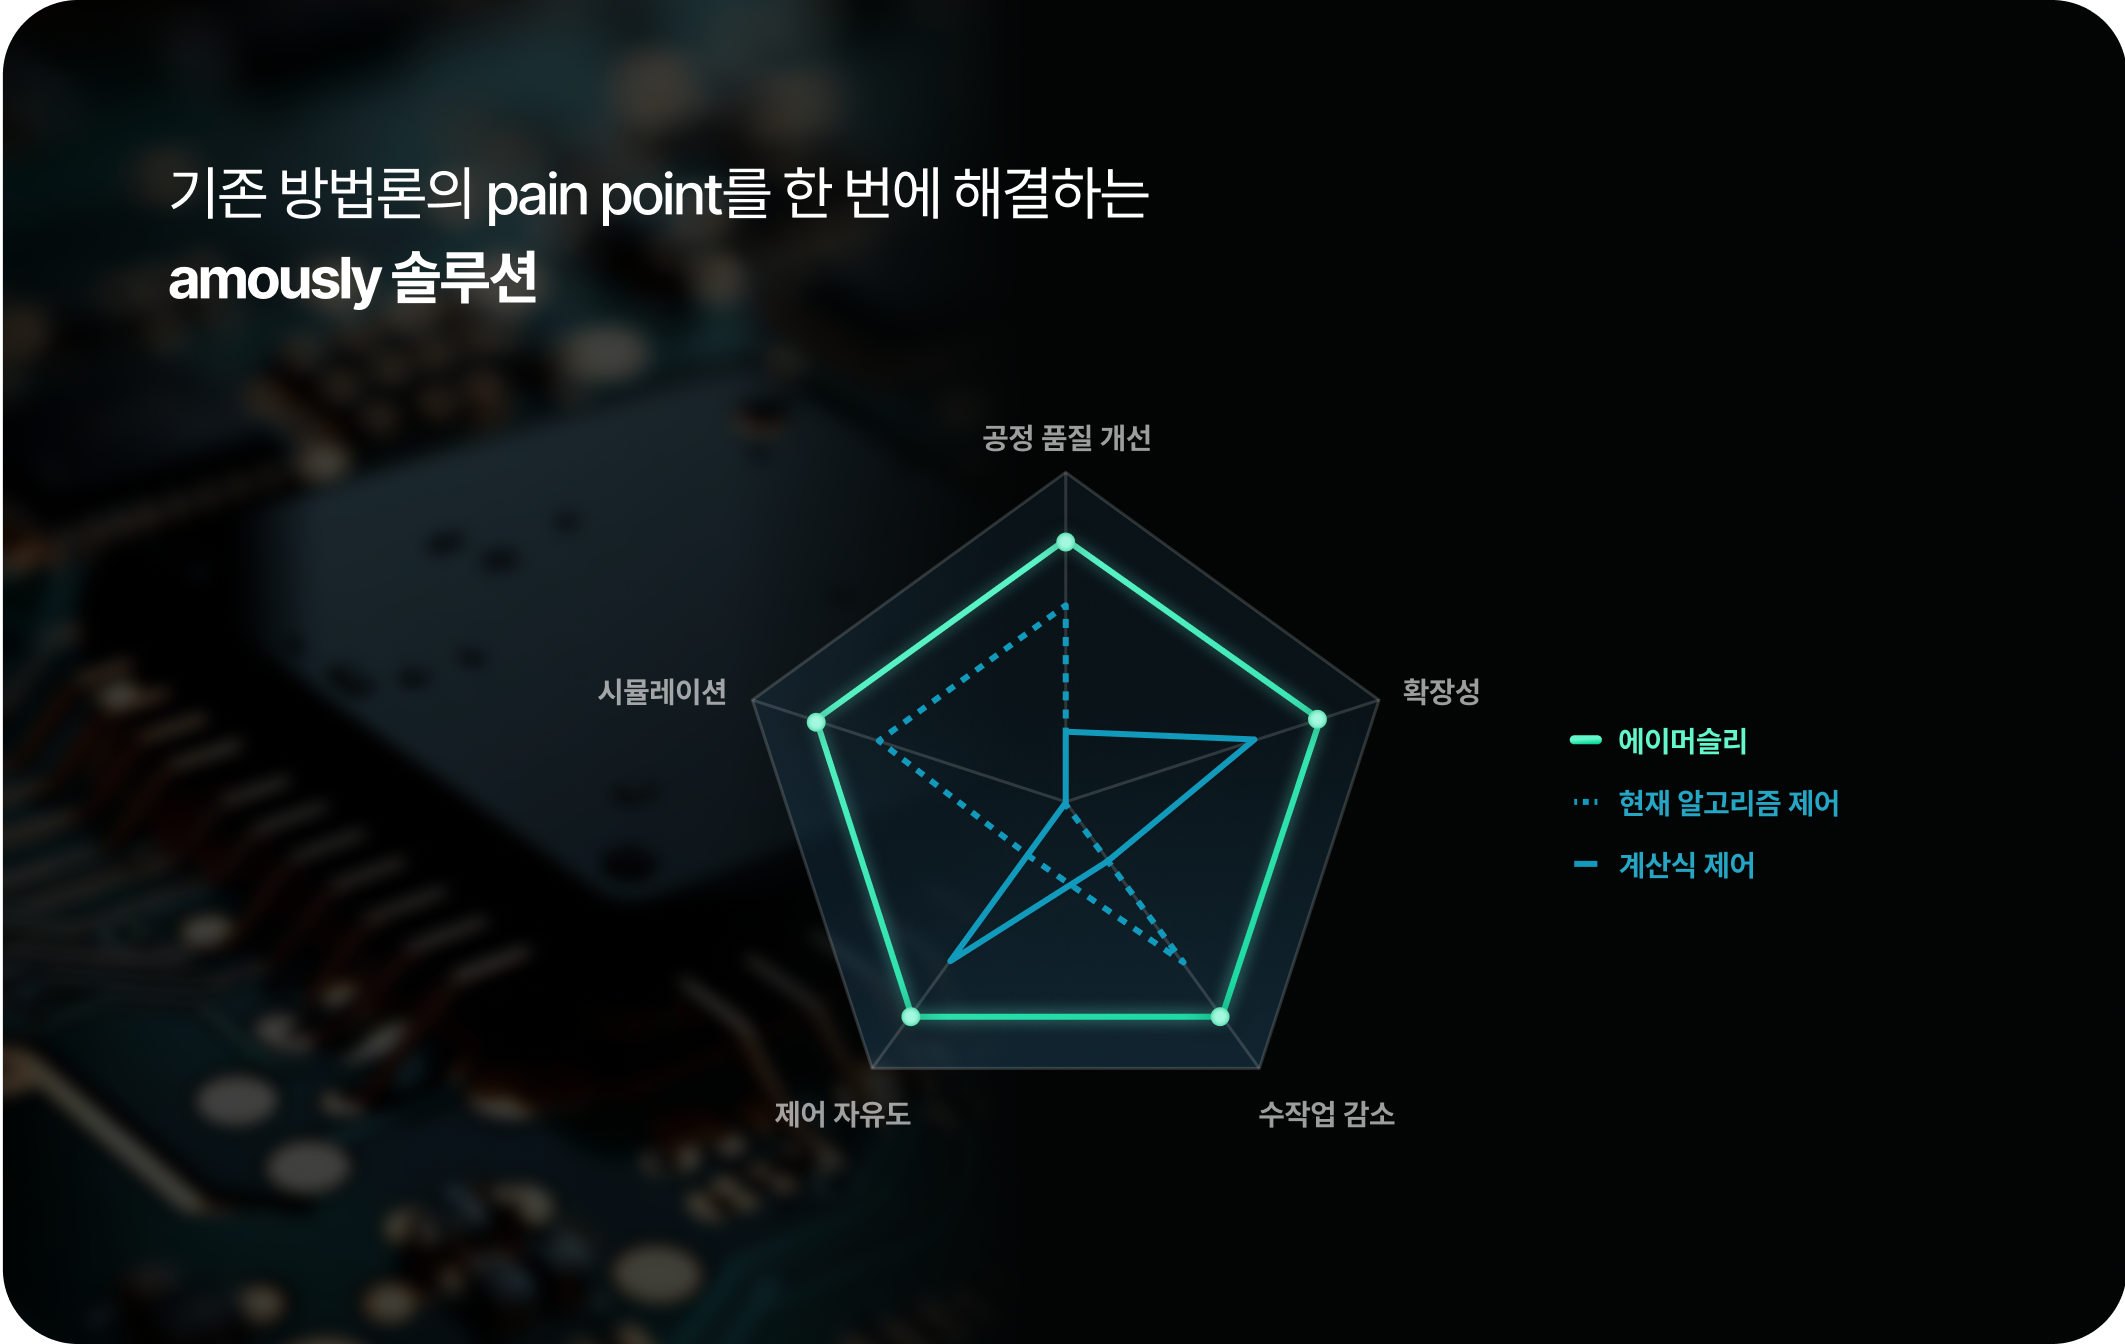 기존 방법론의 pain point를 한 번에 해결하는
amously 솔루션
공정 품질 개선
시뮬레이션
확장성
에이머슬리
현재 알고리즘 제어
계산식 제어
제어 자유도
수작업 감소